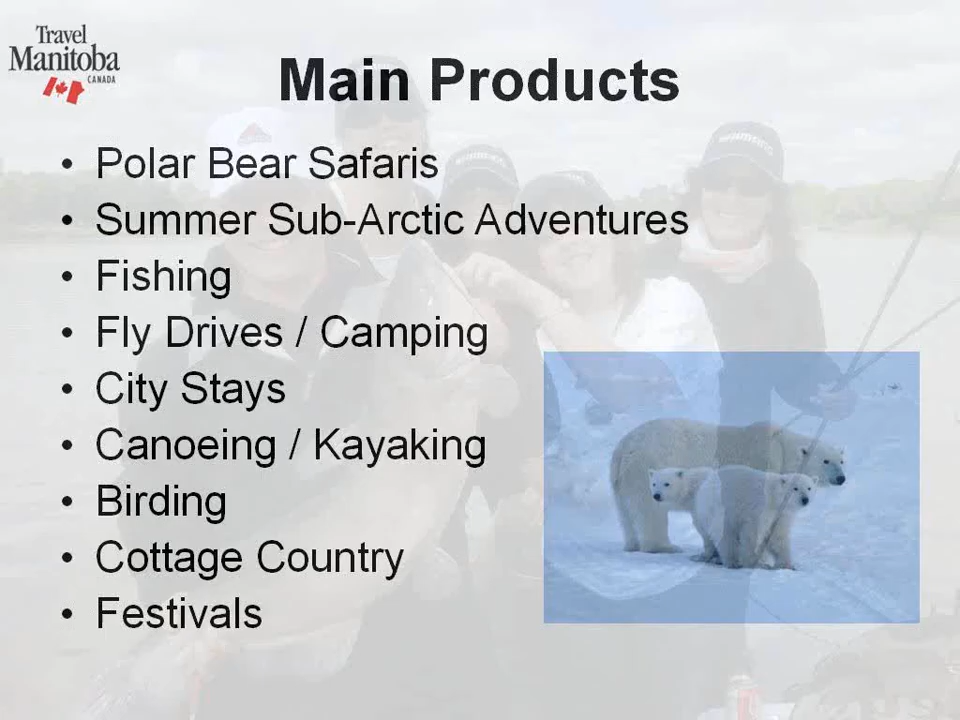 Travel
Manitoba
CANADA
Main Products
• Polar Bear Safaris
• Summer Sub-Arctic Adventures
• Fishing
• Fly Drives / Camping
• City Stays
• Canoeing / Kayaking
• Birding
• Cottage Country
• Festivals